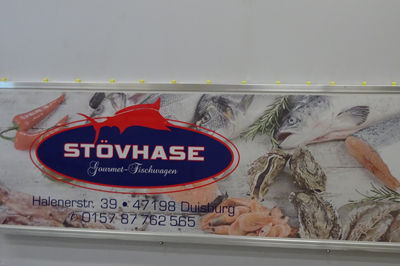 STÖVHASE
Gourmet-Fischwagen
Halenerstr. 39 • 47198 Duisburg
0157 87 762 565